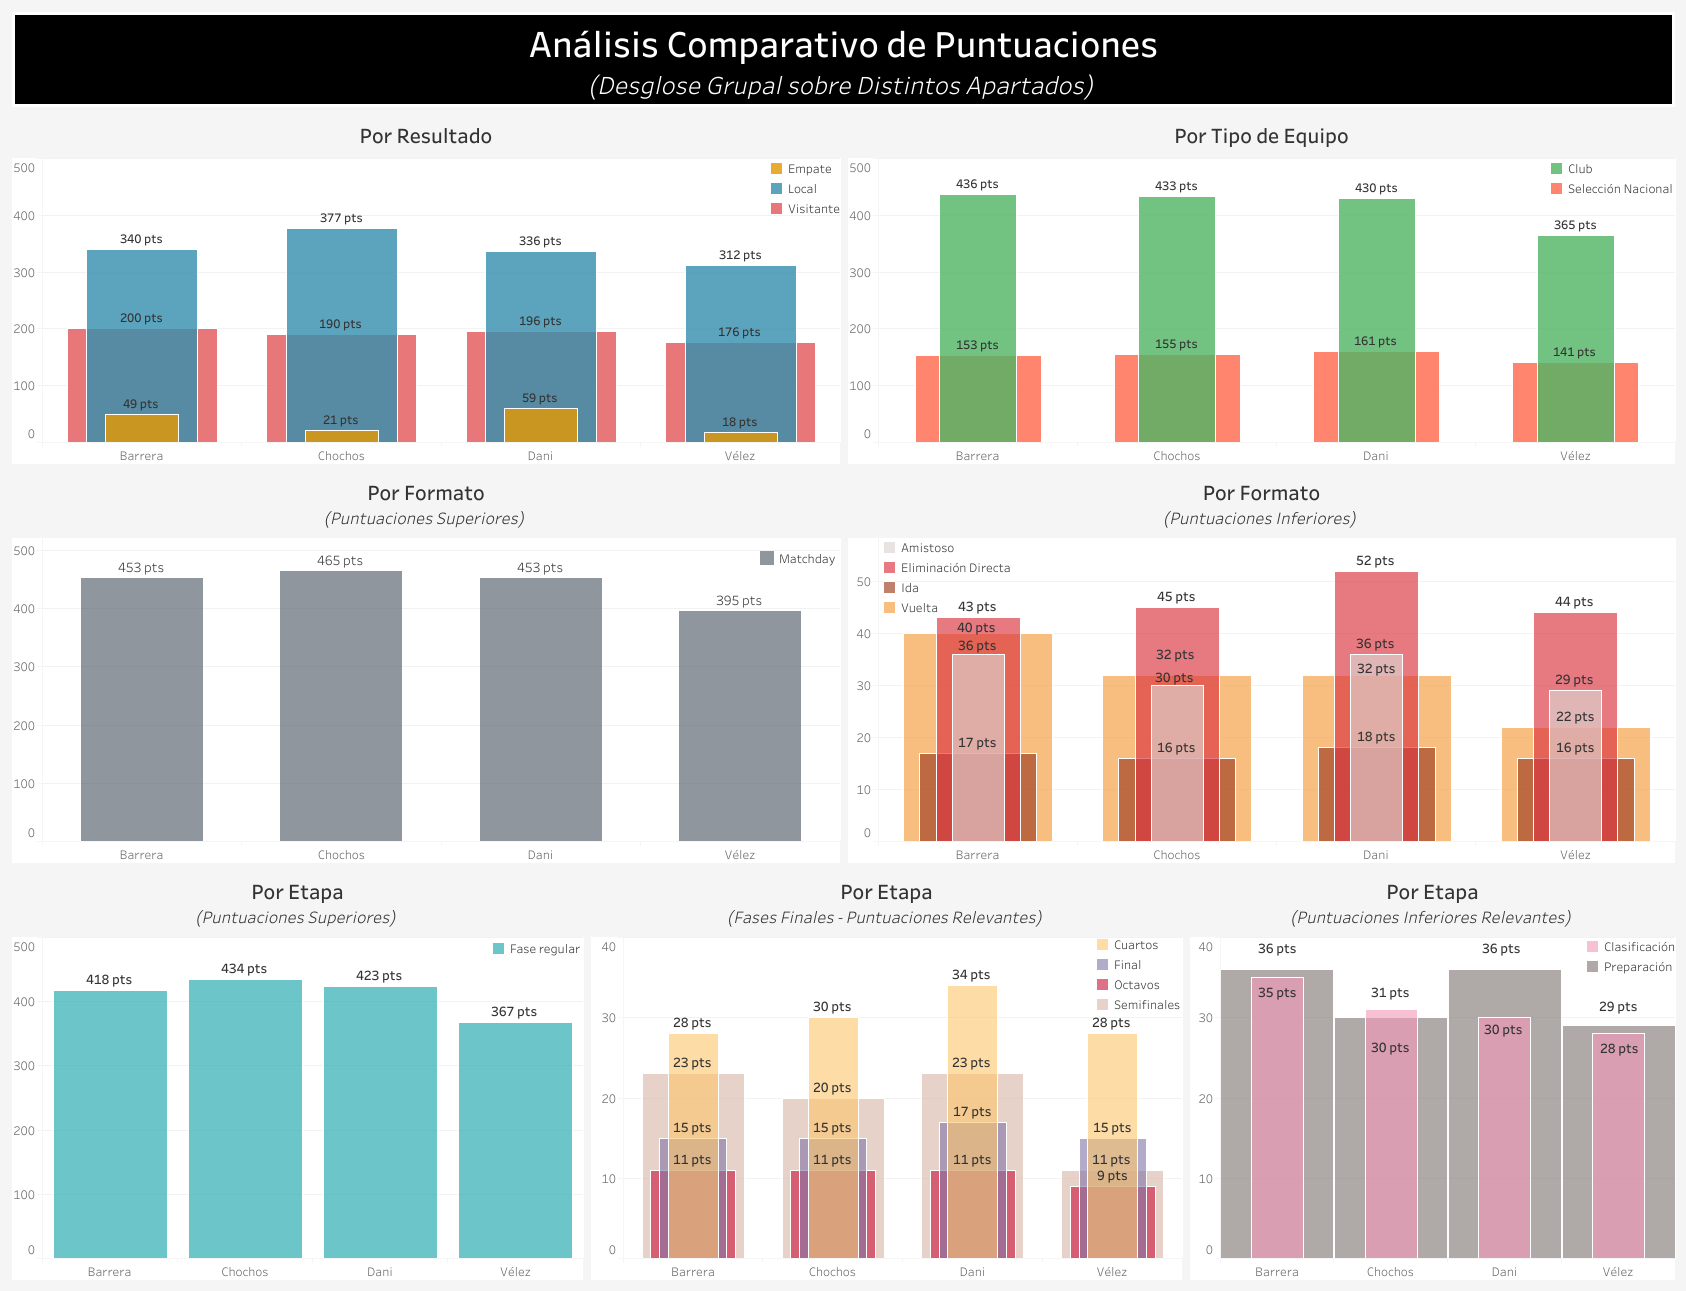 Análisis Comparativo de Puntuaciones
(Desglose Grupal sobre Distintos Apartados)
Por Resultado
500
400
300
200
100
0
Empate
Local
Visitante
340 pts
377 pts
336 pts
312 pts
200 pts
190 pts
196 pts
176 pts
49 pts
21 pts
59 pts
18 pts
Barrera
Chochos
Dani
Vélez
Por Tipo de Equipo
500
400
300
200
100
0
Club
Selección Nacional
436 pts
433 pts
430 pts
365 pts
153 pts
155 pts
161 pts
141 pts
Barrera
Chochos
Dani
Vélez
Por Formato
(Puntuaciones Superiores)
500
400
300
200
100
0
Matchday
453 pts
465 pts
453 pts
395 pts
Barrera
Chochos
Dani
Vélez
Por Formato
(Puntuaciones Inferiores)
50
40
30
20
10
0
Amistoso
Eliminación Directa
Ida
Vuelta
43 pts
40 pts
36 pts
17 pts
45 pts
32 pts
30 pts
16 pts
52 pts
36 pts
32 pts
18 pts
44 pts
29 pts
22 pts
16 pts
Barrera
Chochos
Dani
Vélez
Por Etapa
(Puntuaciones Superiores)
500
400
300
200
100
0
Fase regular
418 pts
434 pts
423 pts
367 pts
Barrera
Chochos
Dani
Vélez
Por Etapa
(Fases Finales - Puntuaciones Relevantes)
40
30
20
10
0
Cuartos
Final
Octavos
Semifinales
28 pts
23 pts
15 pts
11 pts
30 pts
20 pts
15 pts
11 pts
34 pts
23 pts
17 pts
11 pts
28 pts
15 pts
11 pts
9 pts
Barrera
Chochos
Dani
Vélez
Por Etapa
(Puntuaciones Inferiores Relevantes)
40
30
20
10
0
Clasificación
Preparación
36 pts
35 pts
31 pts
30 pts
36 pts
30 pts
29 pts
28 pts
Barrera
Chochos
Dani
Vélez